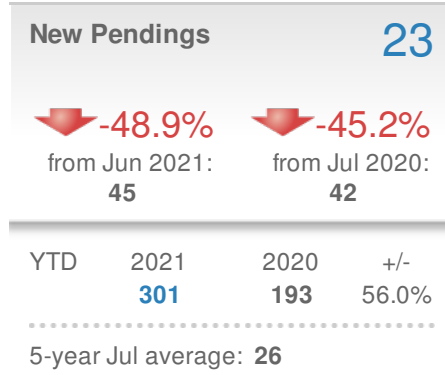 New Pendings 23
-48.9% -45.2%
from Jun 2021: from Jul 2020:
45 42
YTD 2021 2020 +/-
301 193 56.0%
5-year Jul average: 26